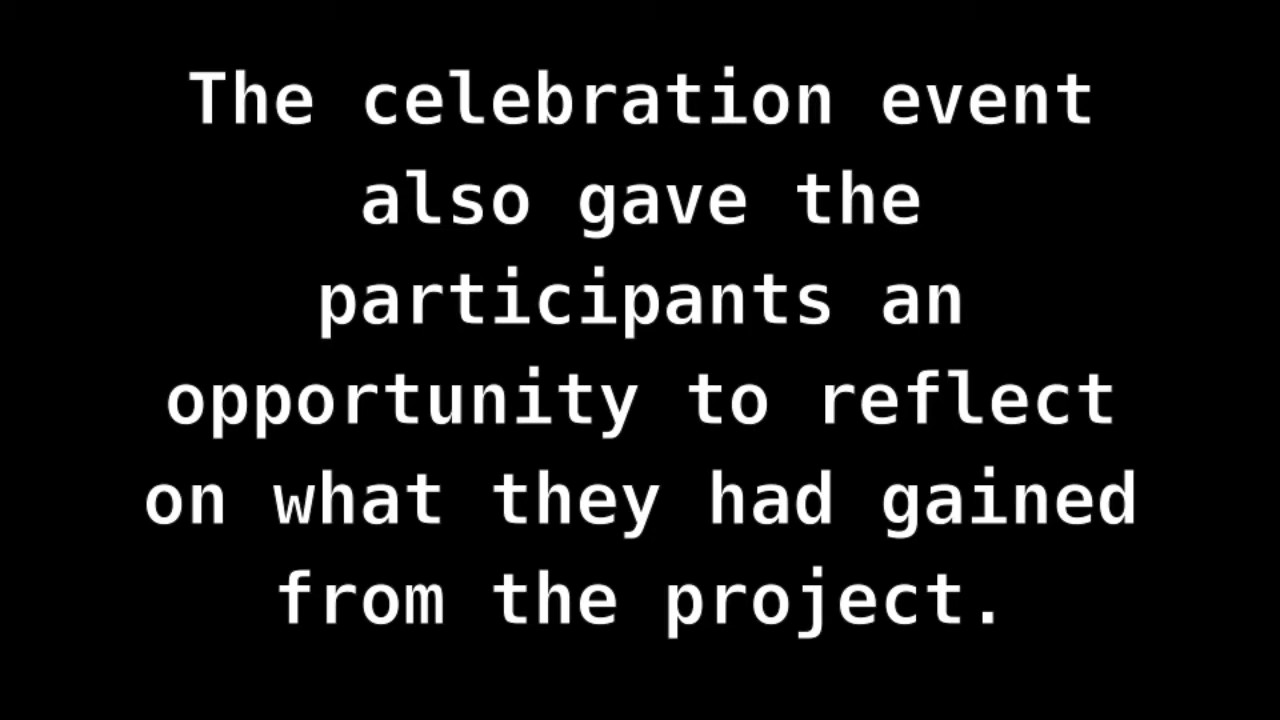 The celebration event
also gave the
participants an
opportunity to reflect
on what they had gained
from the project.